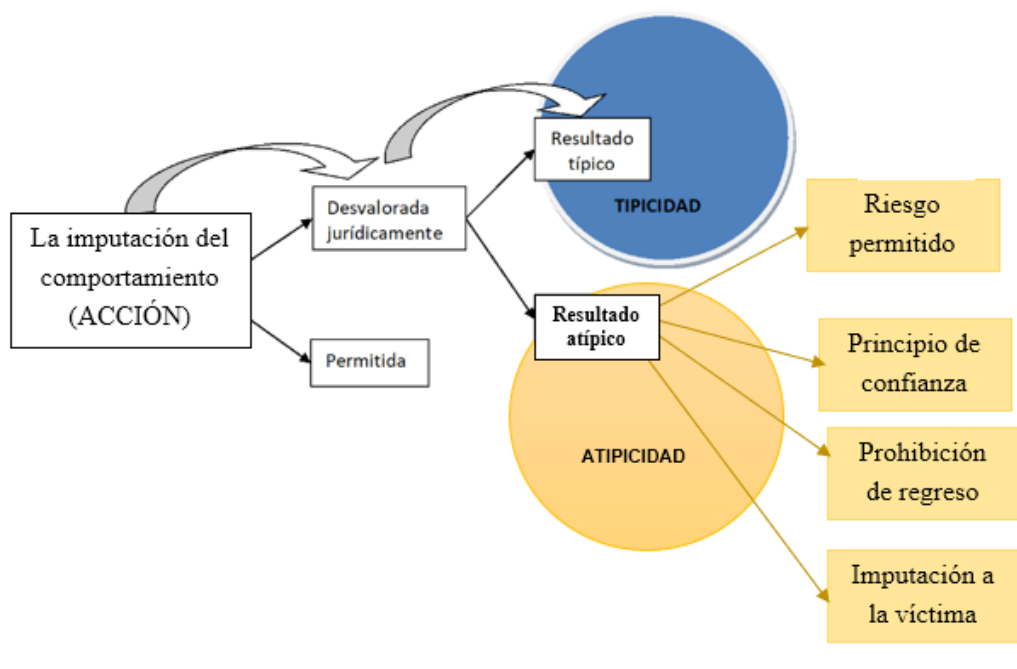 La imputación del
comportamiento
(ACCIÓN)
Desvalorada
jurídicamente
Permitida
Resultado
típico
TIPICIDAD
Resultado
atípico
ATIPICIDAD
Riesgo
permitido
Principio de
confianza
Prohibición
de regreso
Imputación a
la víctima